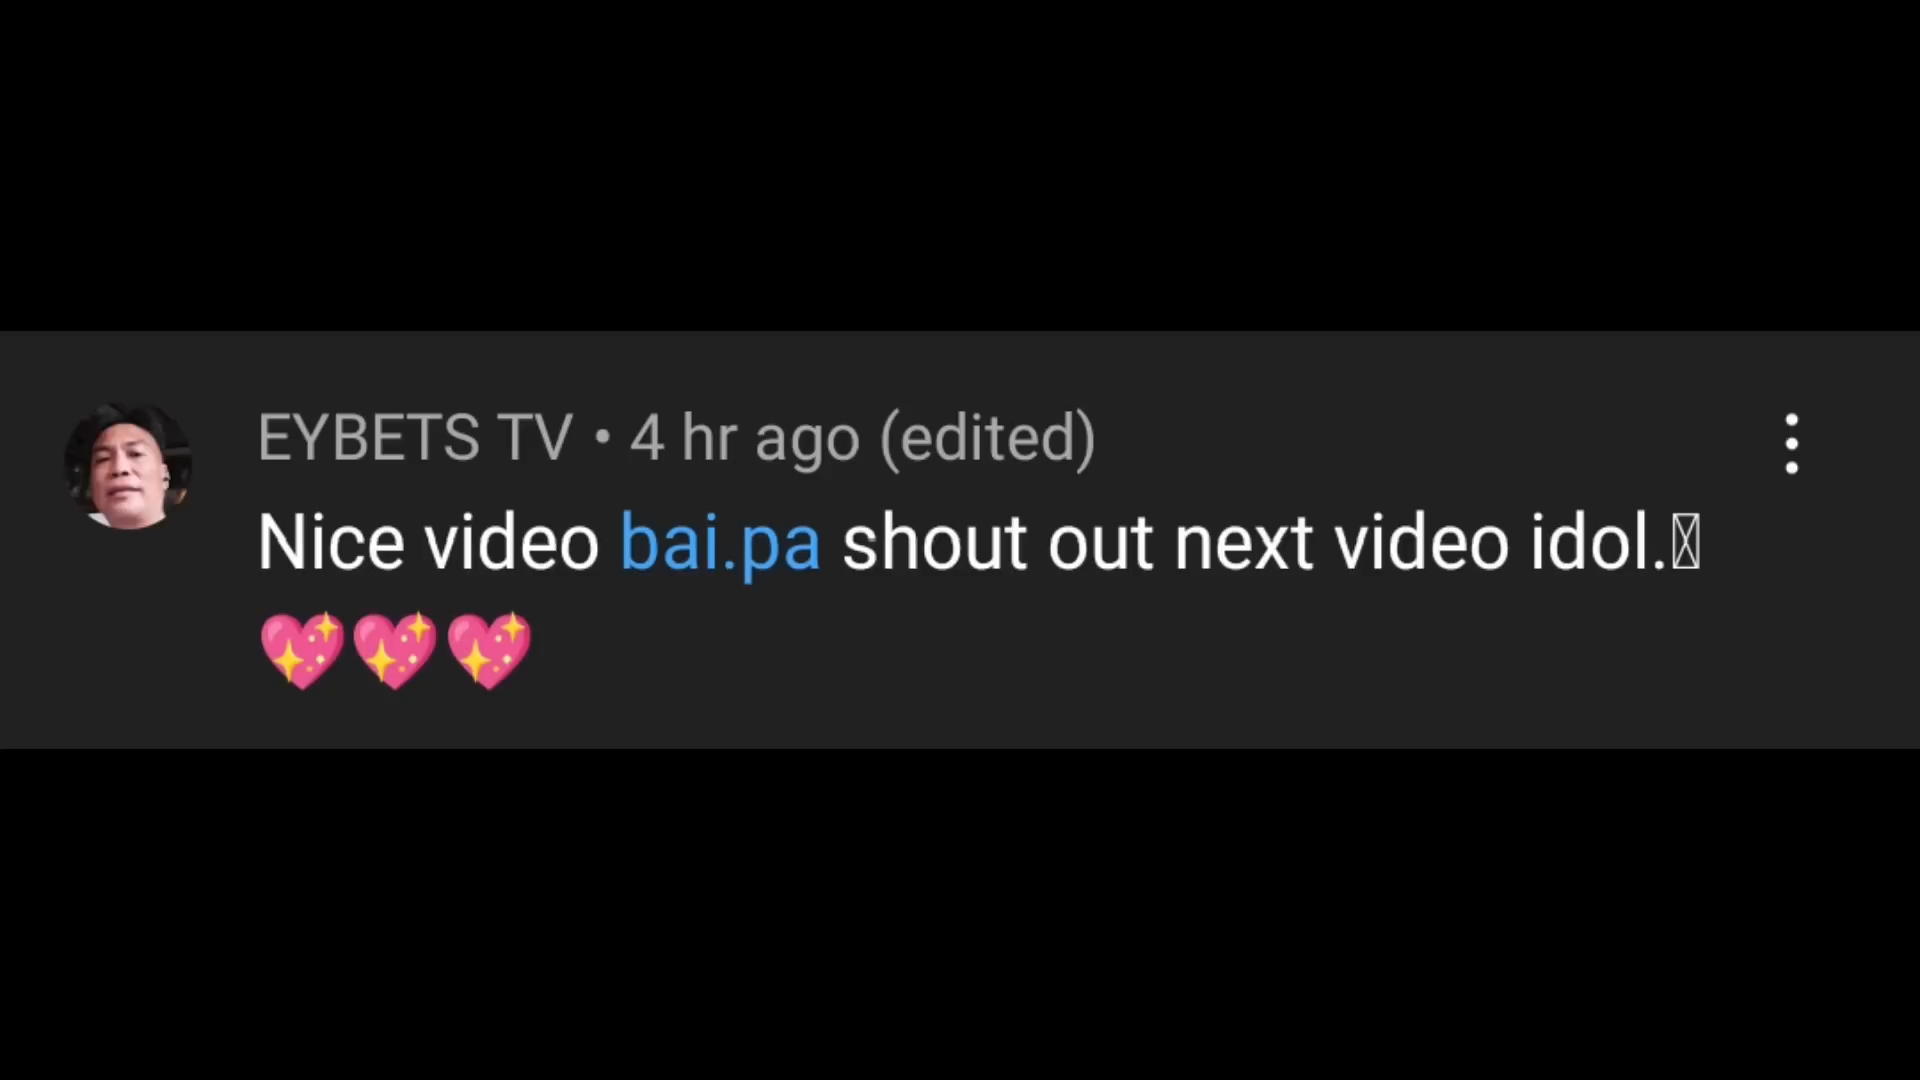 EYBETS TV • 4 hr ago (edited)
Nice video bai.pa shout out next video idol.
💖💖💖